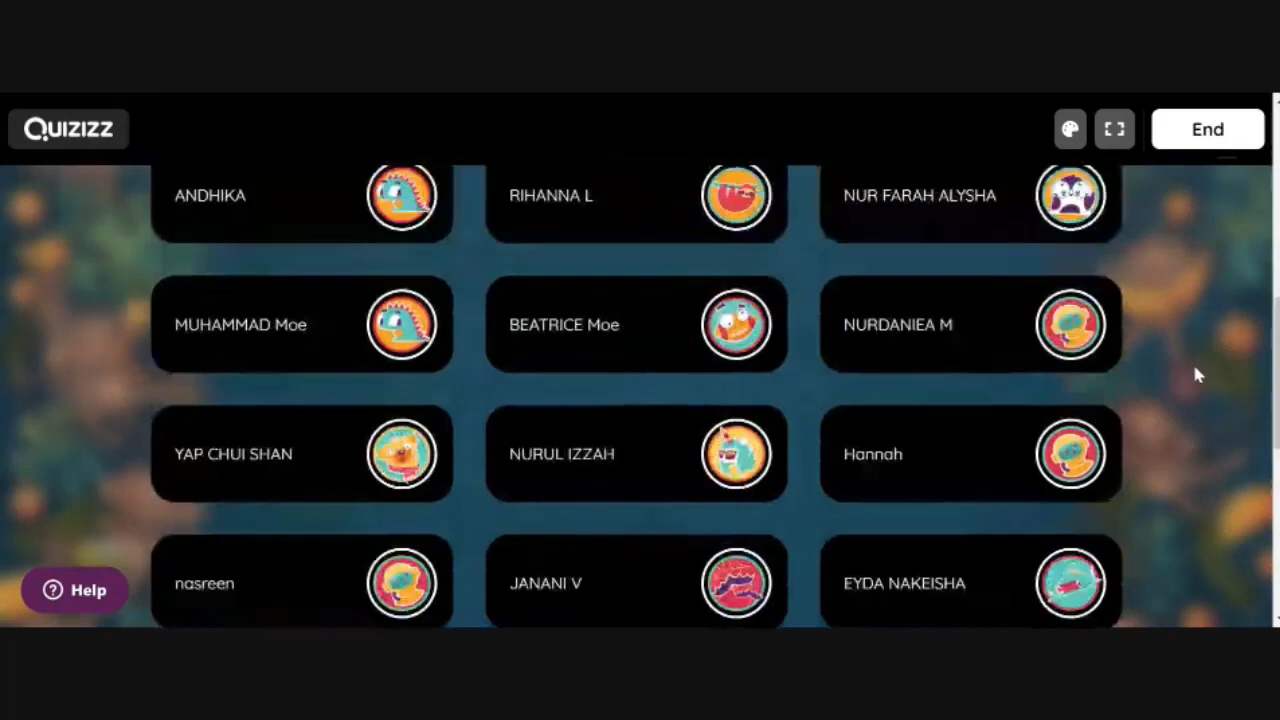 QUIZIZZ
End
ANDHIKA
RIHANNA L
NUR FARAH ALYSHA
MUHAMMAD Moe
BEATRICE Moe
NURDANIEA M
YAP CHUI SHAN
NURUL IZZAH
Hannah
nasreen
JANANI V
EYDA NAKEISHA
? Help